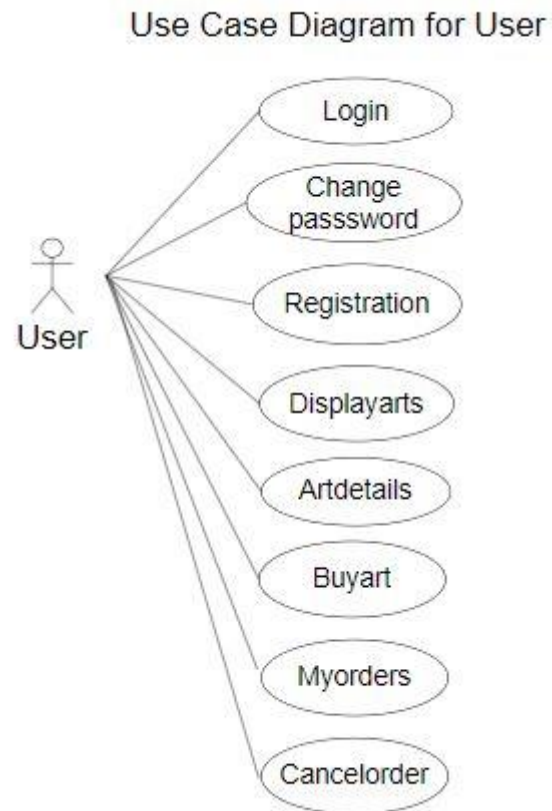 Use Case Diagram for User
Login
Change
passsword
Registration
User
Displayarts
Artdetails
Buyart
Myorders
Cancelorder